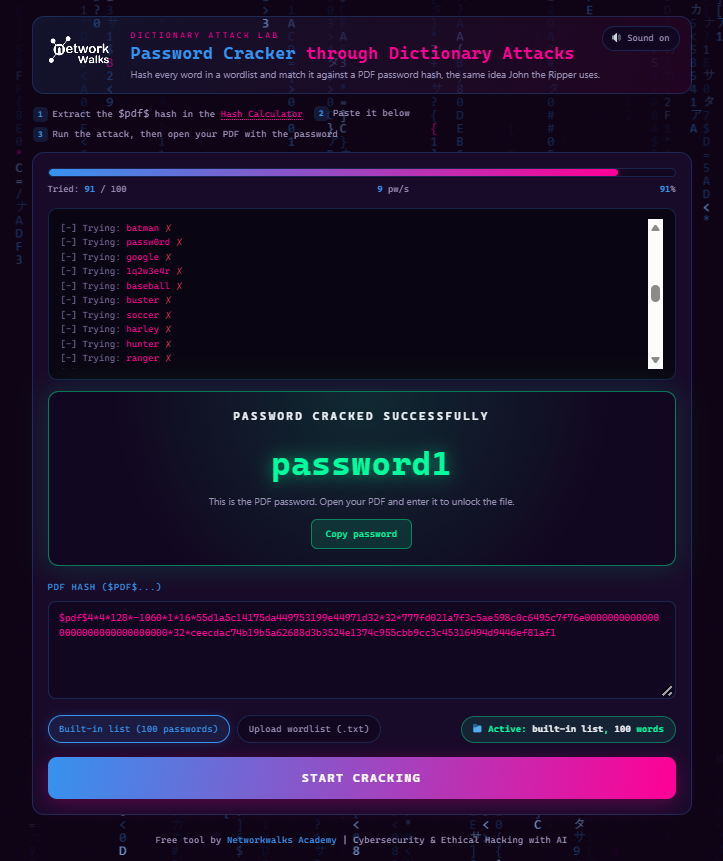 network
Walks
DICTIONARY ATTACK LAB
Password Cracker through Dictionary Attacks
Hash every word in a wordlist and match it against a PDF password hash, the same idea John the Ripper uses.
Sound on
1 Extract the $pdf$ hash in the Hash Calculator 2 Paste it below
3 Run the attack, then open your PDF with the password
Tried: 91 / 100 9 pw/s 91%
[-] Trying: batman X
[-] Trying: passw0rd X
[-] Trying: google X
[-] Trying: 1q2w3e4r X
[-] Trying: baseball X
[-] Trying: buster X
[-] Trying: soccer X
[-] Trying: harley X
[-] Trying: hunter X
[-] Trying: ranger X
PASSWORD CRACKED SUCCESSFULLY
password1
This is the PDF password. Open your PDF and enter it to unlock the file.
Copy password
PDF HASH ($PDF$...)
$pdf$4*4*128*-1060*1*16*55d1a5c14175da449753199e44971d32*32*777fd021a7f3c5ae598c0c6495c7f76e0000000000000
0000000000000000000*32*ceecdac74b19b5a62688d3b3524e1374c955cbb9cc3c45316494d9446ef81af1
Built-in list (100 passwords) Upload wordlist (.txt) Active: built-in list, 100 words
START CRACKING
Free tool by Networkwalks Academy | Cybersecurity & Ethical Hacking with AI